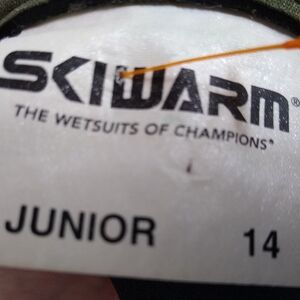 SKIWARM®
THE WETSUITS OF CHAMPIONS®
JUNIOR 14